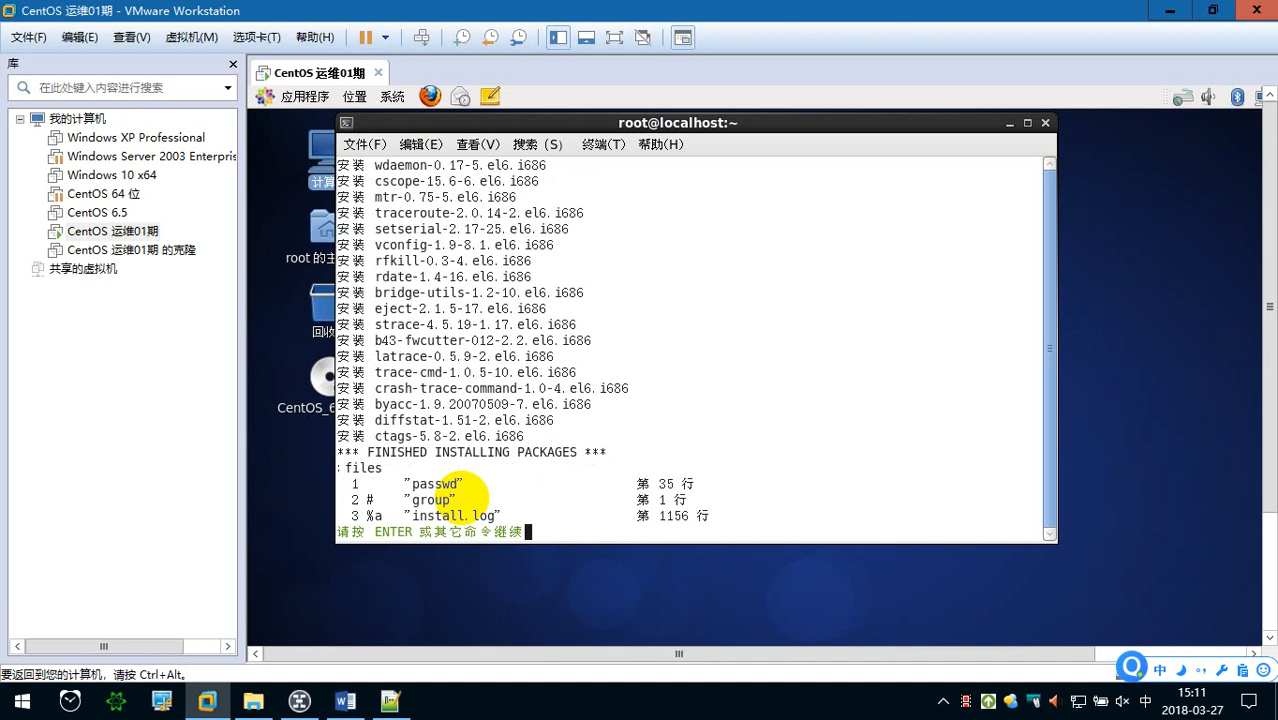 CentOS 运维01期 - VMware Workstation
文件(F) 编辑(E) 查看(V) 虚拟机(M) 选项卡(T) 帮助(H)
库
在此处键入内容进行搜索
我的计算机
Windows XP Professional
Windows Server 2003 Enterpris
Windows 10 x64
CentOS 64 位
CentOS 6.5
CentOS 运维01期
CentOS 运维01期 的克隆
共享的虚拟机
CentOS 运维01期
应用程序 位置 系统
计算
root 的主
回收
CentOS_6
root@localhost:~
文件(F) 编辑(E) 查看(V) 搜索 (S) 终端(T) 帮助(H)
安装 wdaemon-0.17-5.el6.i686
安装 cscope-15.6-6.el6.i686
安装 mtr-0.75-5.el6.i686
安装 traceroute-2.0.14-2.el6.i686
安装 setserial-2.17-25.el6.i686
安装 vconfig-1.9-8.1.el6.i686
安装 rfkill-0.3-4.el6.i686
安装 rdate-1.4-16.el6.i686
安装 bridge-utils-1.2-10.el6.i686
安装 eject-2.1.5-17.el6.i686
安装 strace-4.5.19-1.17.el6.i686
安装 b43-fwcutter-012-2.2.el6.i686
安装 latrace-0.5.9-2.el6.i686
安装 trace-cmd-1.0.5-10.el6.i686
安装 crash-trace-command-1.0-4.el6.i686
安装 byacc-1.9.20070509-7.el6.i686
安装 diffstat-1.51-2.el6.i686
安装 ctags-5.8-2.el6.i686
*** FINISHED INSTALLING PACKAGES ***
:files
1 "passwd" 第 35 行
2 # "group" 第 1 行
3 %a "install.log" 第 1156 行
请按 ENTER 或其它命令继续
要返回到您的计算机，请按 Ctrl+Alt。
中
中
15:11
2018-03-27